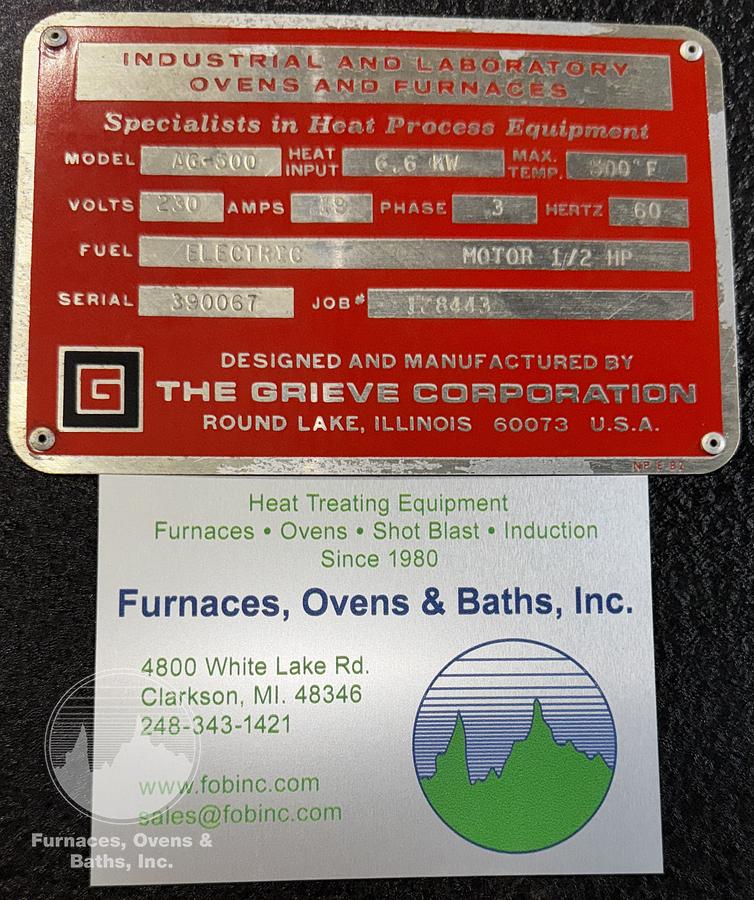 INDUSTRIAL AND LABORATORY
OVENS AND FURNACES
Specialists in Heat Process Equipment
MODEL AG-500 HEAT INPUT 6.6 KW MAX. TEMP. 500°F
VOLTS 230 AMPS 18 PHASE 3 HERTZ 60
FUEL ELECTRIC MOTOR 1/2 HP
SERIAL 390067 JOB#
G
DESIGNED AND MANUFACTURED BY
THE GRIEVE CORPORATION
ROUND LAKE, ILLINOIS 60073 U.S.A.
NP-E-82
Heat Treating Equipment
Furnaces • Ovens • Shot Blast • Induction
Since 1980
Furnaces, Ovens & Baths, Inc.
4800 White Lake Rd.
Clarkson, MI. 48346
248-343-1421
www.fobinc.com
sales@fobinc.com
Furnaces, Ovens &
Baths, Inc.